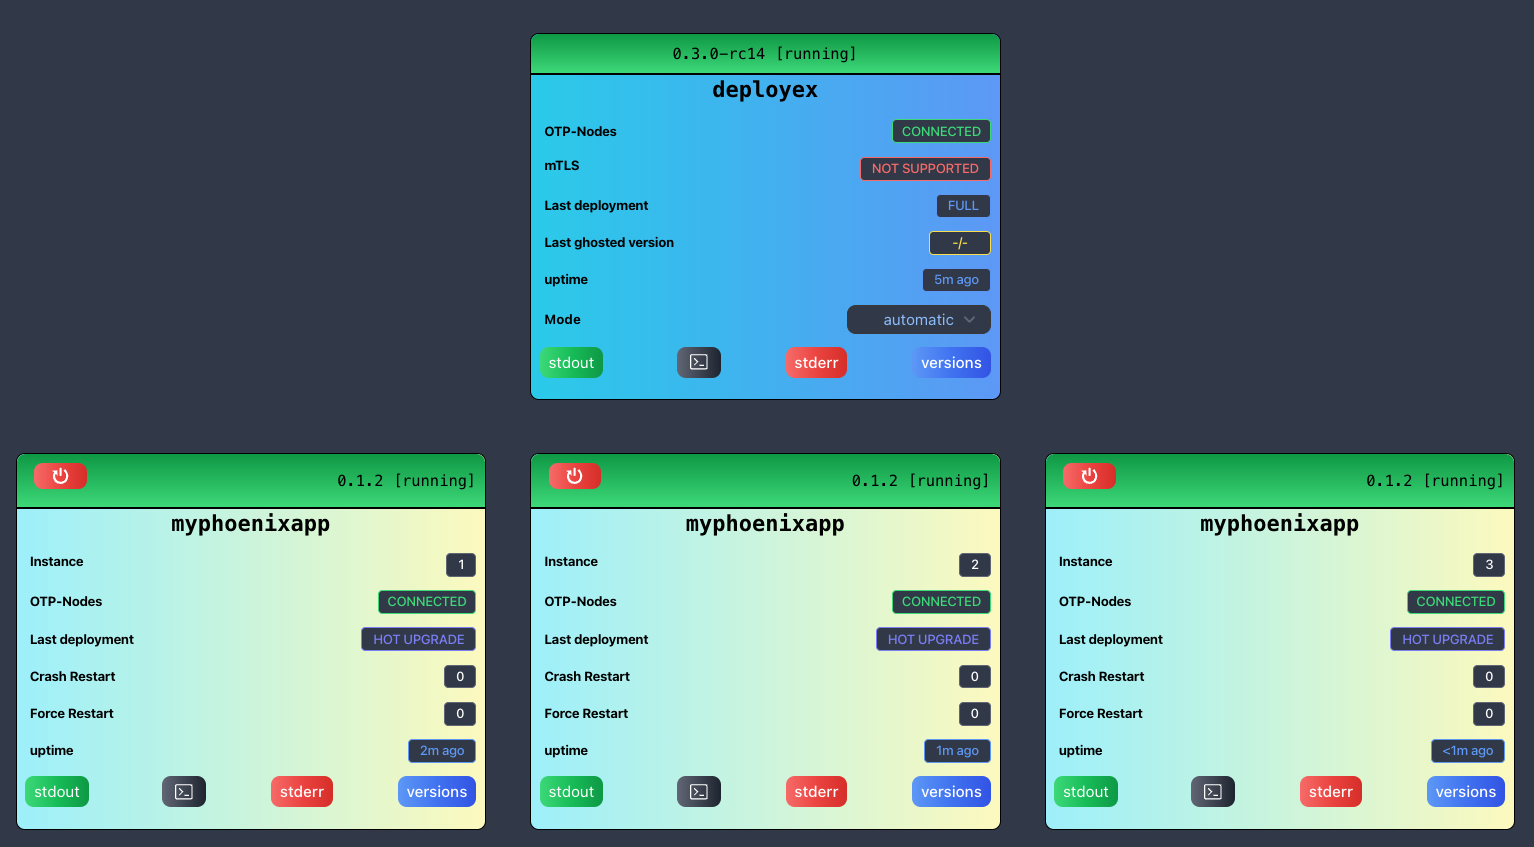 0.3.0-rc14 [running]
deployex
OTP-Nodes CONNECTED
mTLS NOT SUPPORTED
Last deployment FULL
Last ghosted version -/-
uptime 5m ago
Mode automatic
stdout stderr versions
0.1.2 [running]
myphoenixapp
Instance 1
OTP-Nodes CONNECTED
Last deployment HOT UPGRADE
Crash Restart 0
Force Restart 0
uptime 2m ago
stdout stderr versions
0.1.2 [running]
myphoenixapp
Instance 2
OTP-Nodes CONNECTED
Last deployment HOT UPGRADE
Crash Restart 0
Force Restart 0
uptime 1m ago
stdout stderr versions
0.1.2 [running]
myphoenixapp
Instance 3
OTP-Nodes CONNECTED
Last deployment HOT UPGRADE
Crash Restart 0
Force Restart 0
uptime <1m ago
stdout stderr versions